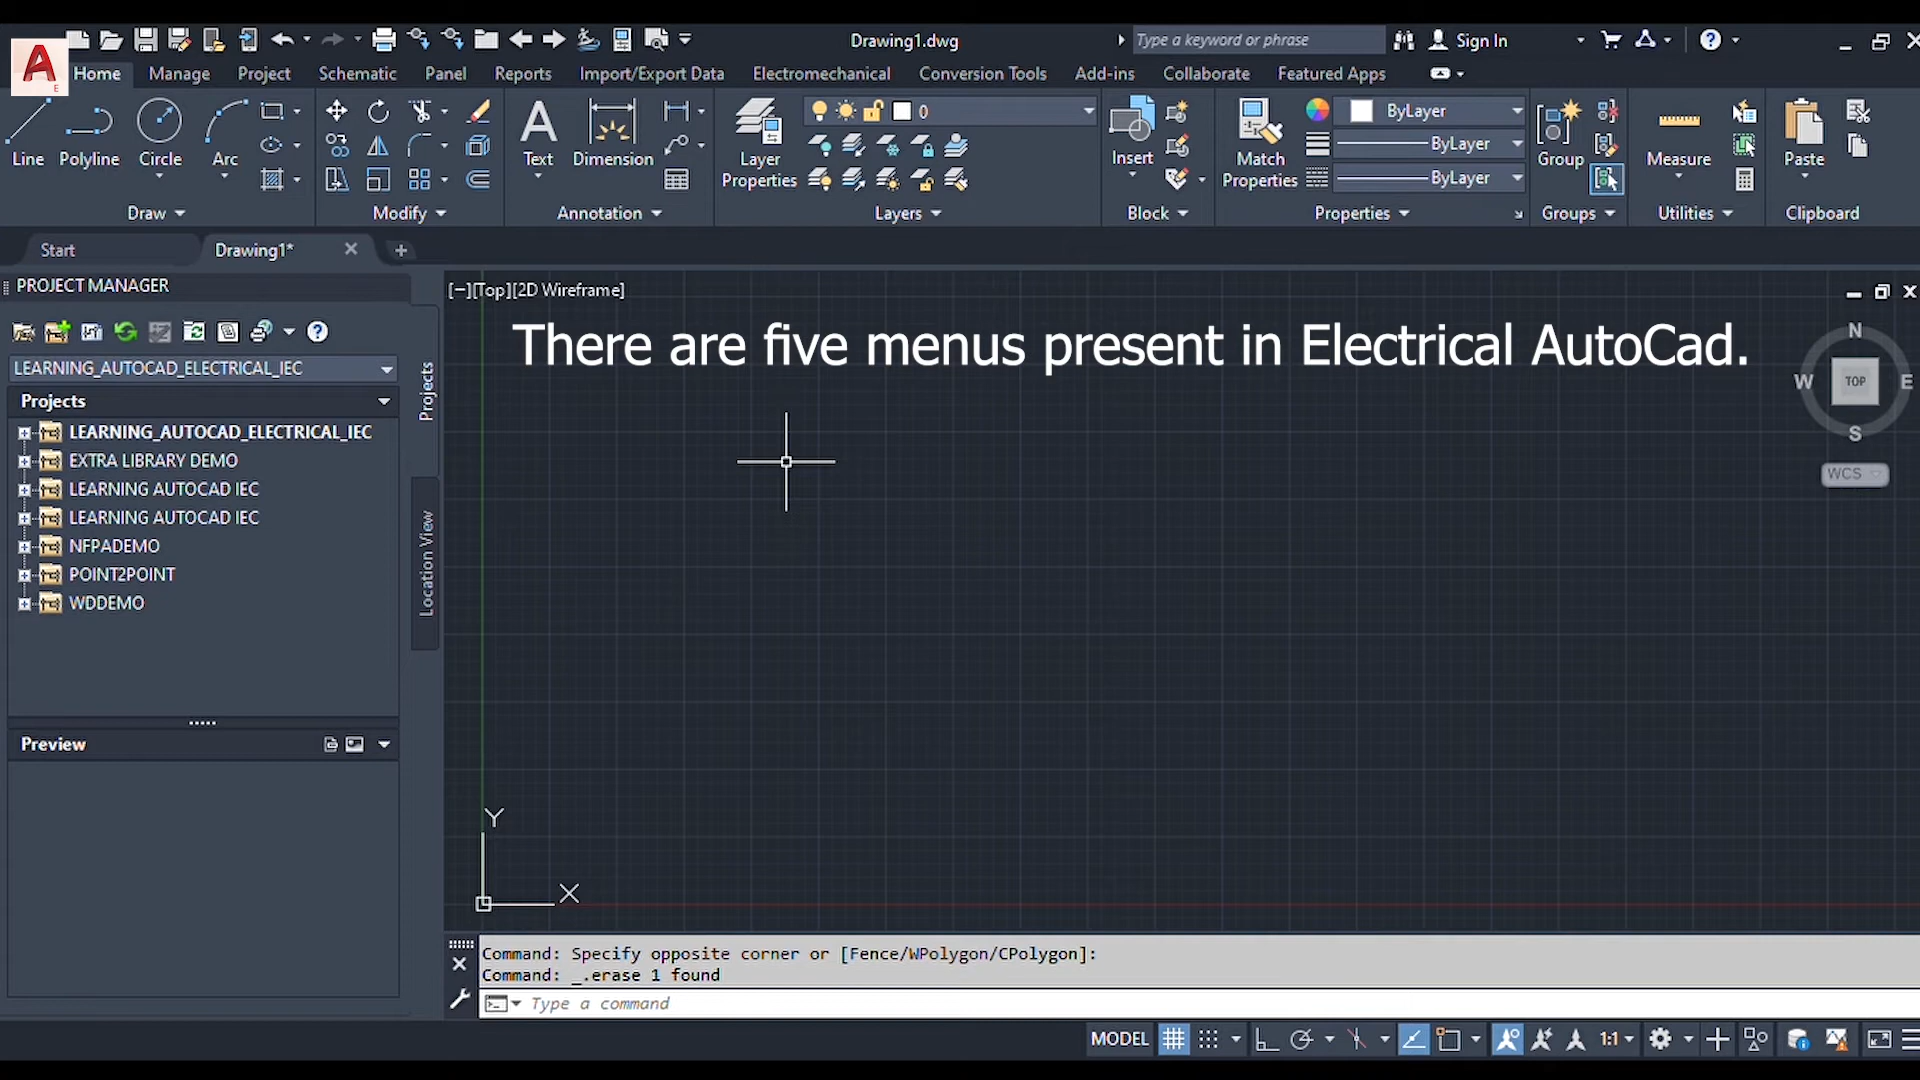 A
E
Drawing1.dwg
Type a keyword or phrase
Sign In
Home Manage Project Schematic Panel Reports Import/Export Data Electromechanical Conversion Tools Add-ins Collaborate Featured Apps
0
ByLayer
ByLayer
ByLayer
Line Polyline Circle Arc
Text Dimension
Layer Properties
Insert
Match Properties
Group
Measure
Paste
Draw Modify Annotation Layers Block Properties Groups Utilities Clipboard
Start Drawing1*
PROJECT MANAGER
LEARNING_AUTOCAD_ELECTRICAL_IEC
Projects
LEARNING_AUTOCAD_ELECTRICAL_IEC
EXTRA LIBRARY DEMO
LEARNING AUTOCAD IEC
LEARNING AUTOCAD IEC
NFPADEMO
POINT2POINT
WDDEMO
Preview
Projects
Location View
[−][Top][2D Wireframe]
There are five menus present in Electrical AutoCad.
N
W TOP E
S
WCS
Y
X
Command: Specify opposite corner or [Fence/WPolygon/CPolygon]:
Command: _.erase 1 found
Type a command
MODEL 1:1